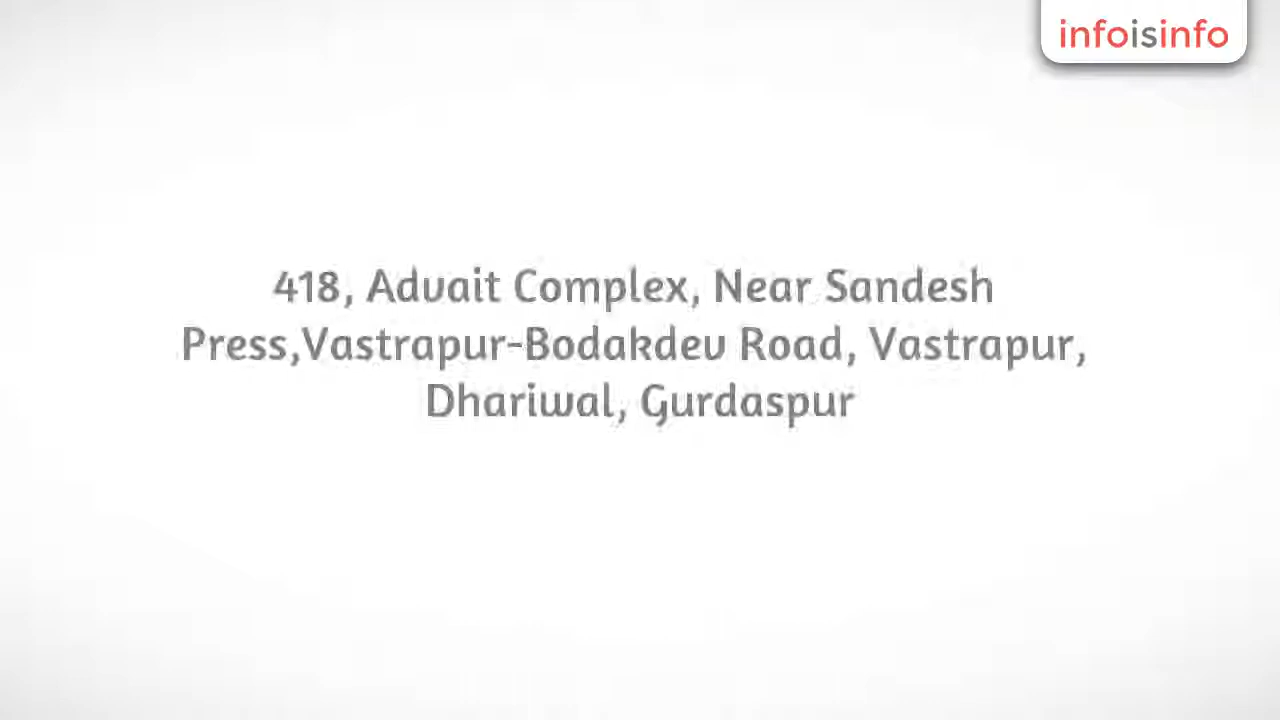 infoisinfo
418, Advait Complex, Near Sandesh
Press,Vastrapur-Bodakdev Road, Vastrapur,
Dhariwal, Gurdaspur